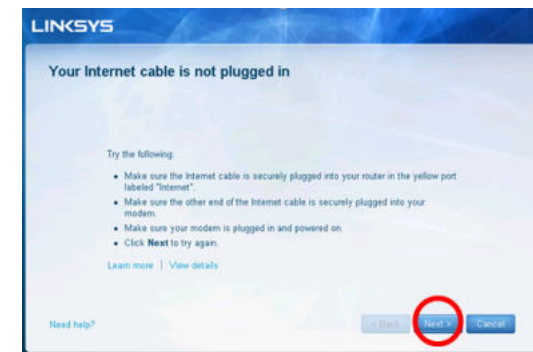 LINKSYS
Your Internet cable is not plugged in
Try the following:
• Make sure the Internet cable is securely plugged into your router in the yellow port
labeled "Internet".
• Make sure the other end of the Internet cable is securely plugged into your
modem.
• Make sure your modem is plugged in and powered on.
• Click Next to try again.
Learn more | View details
Need help? < Back Next > Cancel